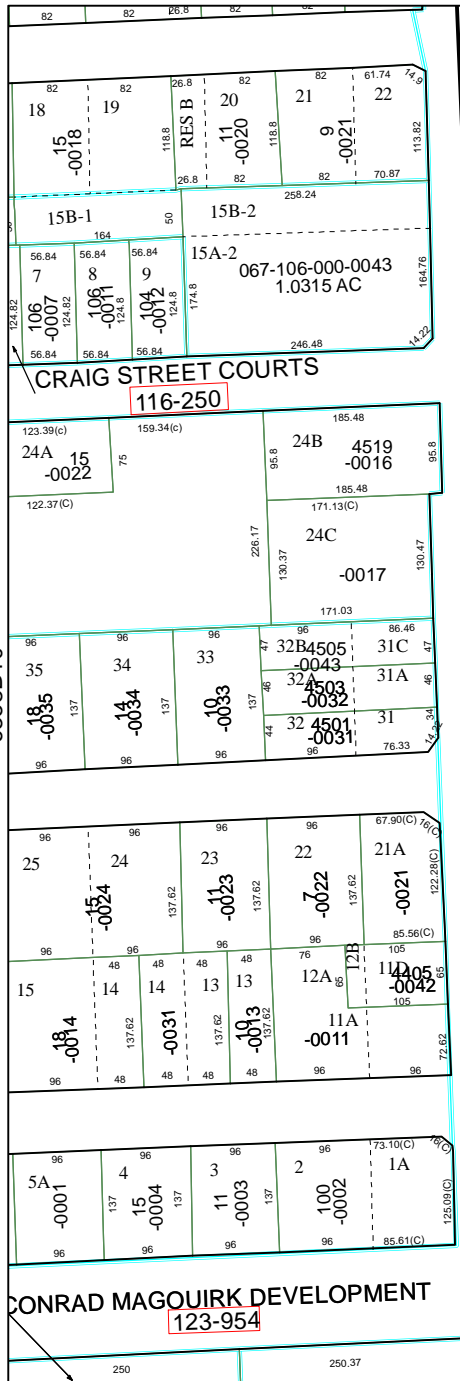 82 82 26.8 82 82
82 82 26.8 82 82 61.74 14.9
18 19 RES B 20 21 22
15 -0018 118.8 11 -0020 118.8 9 -0021 113.82
26.8 82 82 70.87
258.24
15B-1 50 15B-2
164
56.84 56.84 56.84 15A-2
7 8 9 067-106-000-0043
1.0315 AC
124.82 106 -0007 124.82 106 -0011 124.8 104 -0012 124.8 174.8 164.76
56.84 56.84 56.84 246.48 14.22
CRAIG STREET COURTS
116-250
123.39(c) 159.34(c) 185.48
24A 15 75 24B 4519
-0022 95.8 -0016 95.8
122.37(C) 185.48
171.13(C)
24C
226.17 130.37 -0017 130.47
171.03
96 96 96 96 86.46
35 34 33 47 32B 4505 31C 47
-0043
18 -0035 137 14 -0034 137 10 -0033 137 46 32A 4503 31A 46
-0032
44 32 4501 31 34
-0031
96 96 96 96 76.33 14.22
96 96 96 67.90(C) 16(C)
25 24 23 22 21A
15 -0024 137.62 11 -0023 137.62 7 -0022 137.62 -0021 122.28(C)
96 96 96 96 85.56(C)
48 48 48 48 76 12B 105
15 14 14 13 13 12A 65 11D 65
4405
-0042
105
18 -0014 137.62 -0031 137.62 10 -0013 137.62 11A
-0011 72.62
96 48 48 48 48 96 96
96 96 96 96 73.10(C) 16(C)
5A 4 3 2 1A
-0001 137 15 -0004 137 11 -0003 137 100 -0002 125.09(C)
96 96 96 96 85.61(C)
CONRAD MAGOUIRK DEVELOPMENT
123-954
250 250.37